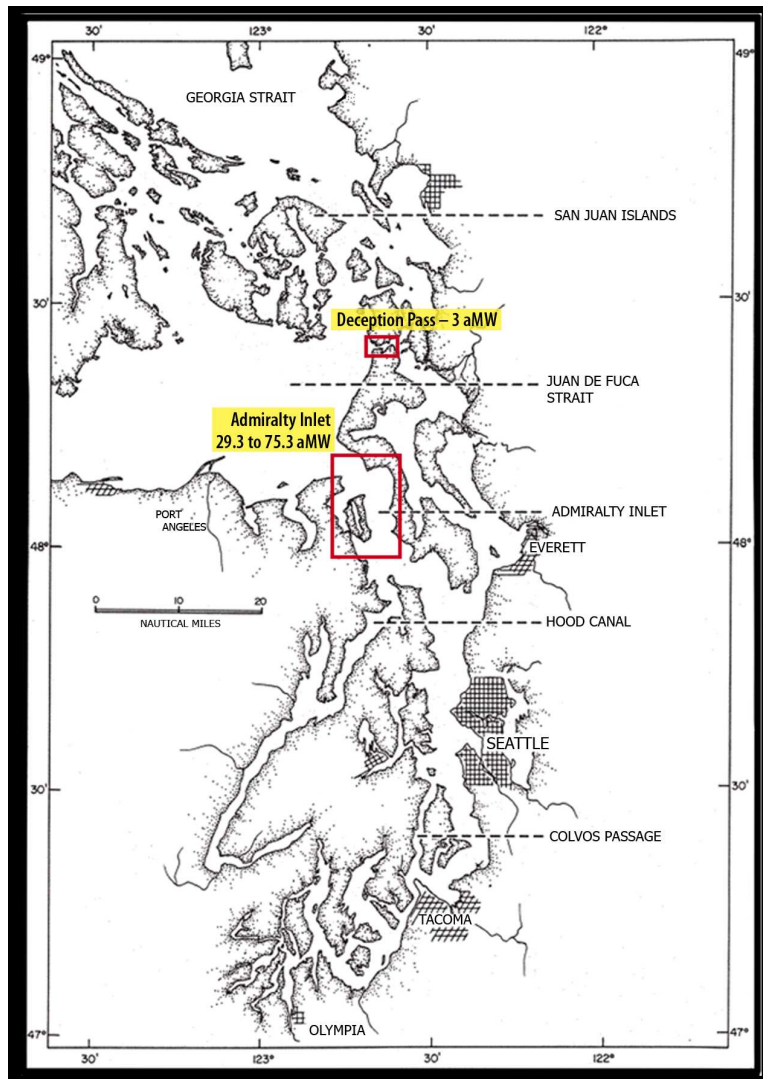 30'
123°
30'
122°
49°
49°
GEORGIA STRAIT
SAN JUAN ISLANDS
30'
30'
Deception Pass – 3 aMW
JUAN DE FUCA
STRAIT
Admiralty Inlet
29.3 to 75.3 aMW
PORT
ANGELES
ADMIRALTY INLET
48°
48°
EVERETT
0
10
20
NAUTICAL MILES
HOOD CANAL
SEATTLE
30'
30'
COLVOS PASSAGE
TACOMA
OLYMPIA
47°
47°
30'
123°
30'
122°